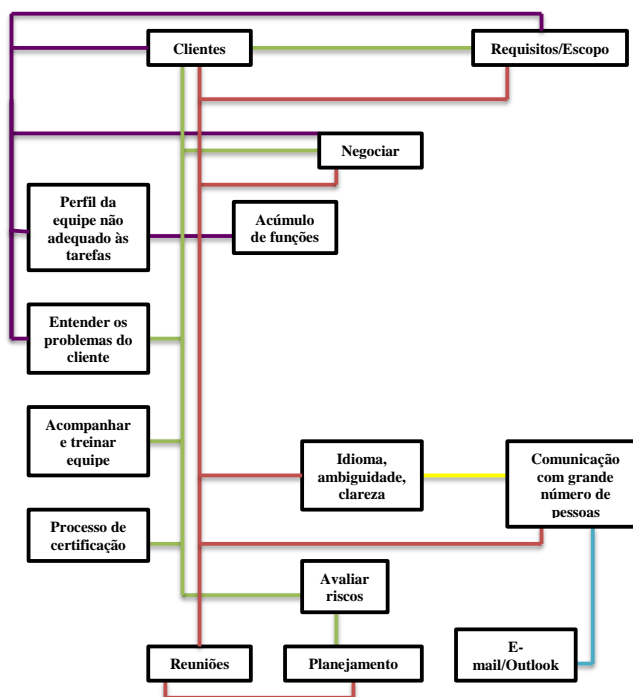 Clientes
Requisitos/Escopo
Negociar
Perfil da
equipe não
adequado às
tarefas
Acúmulo
de funções
Entender os
problemas do
cliente
Acompanhar
e treinar
equipe
Idioma,
ambiguidade,
clareza
Comunicação
com grande
número de
pessoas
Processo de
certificação
Avaliar
riscos
Reuniões
Planejamento
E-
mail/Outlook